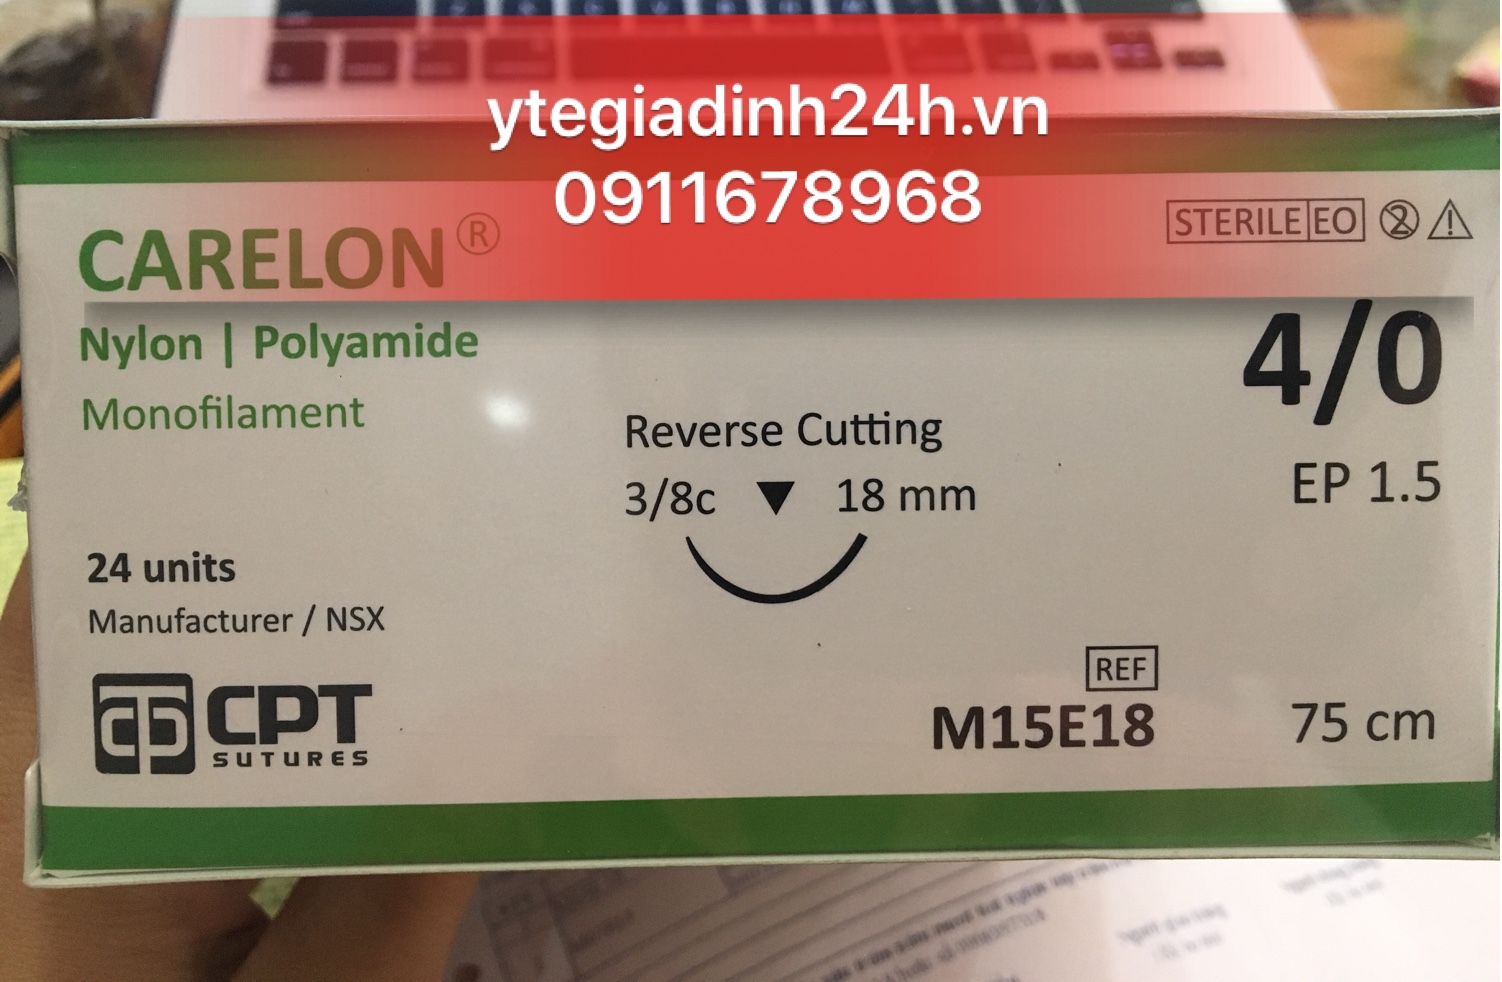 ytegiadinh24h.vn
0911678968
CARELON®
STERILE EO
2
Nylon | Polyamide
4/0
Monofilament
Reverse Cutting
EP 1.5
3/8c ▼ 18 mm
24 units
Manufacturer / NSX
REF
CPT
SUTURES
M15E18
75 cm